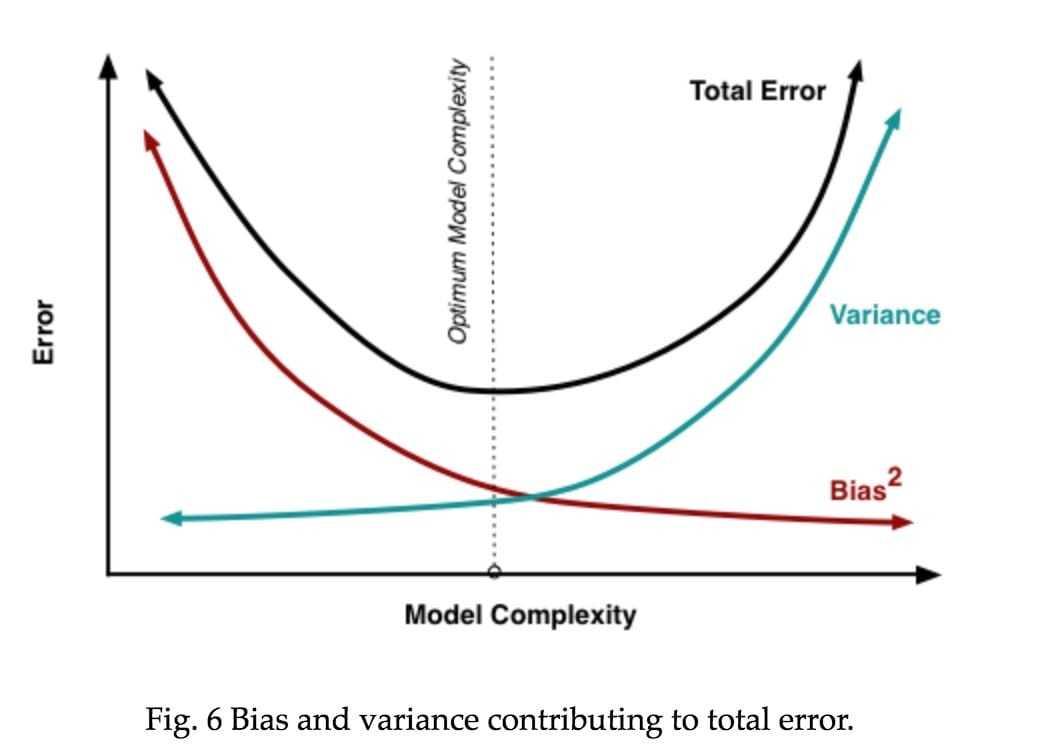 Optimum Model Complexity
Total Error
Variance
Bias²
Error
Model Complexity
Fig. 6 Bias and variance contributing to total error.